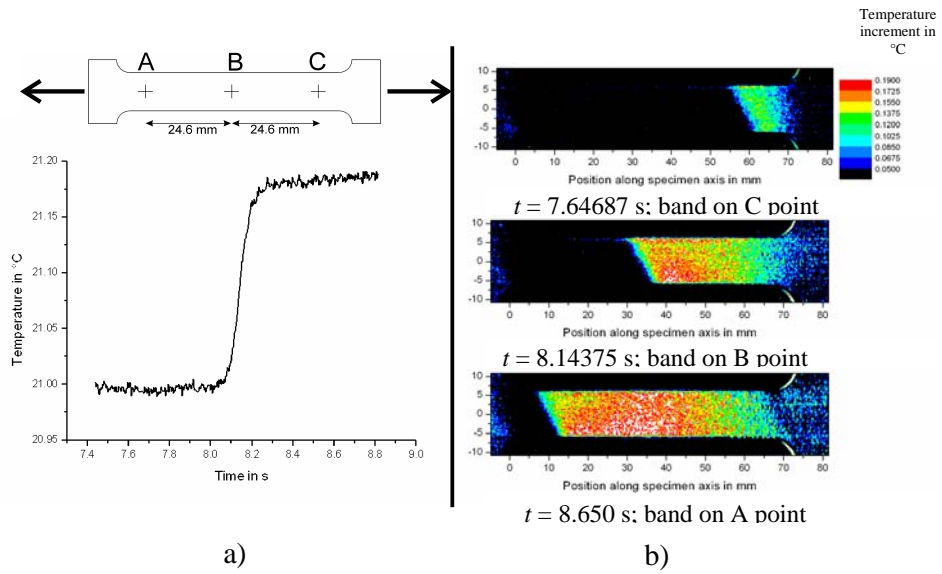 A B C
24.6 mm 24.6 mm
21.20
21.15
21.10
21.05
21.00
20.95
Temperature in °C
7.4 7.6 7.8 8.0 8.2 8.4 8.6 8.8 9.0
Time in s
a)
Temperature
increment in
°C
0.1900
0.1725
0.1550
0.1375
0.1200
0.1025
0.0850
0.0675
0.0500
10
5
0
-5
-10
0 10 20 30 40 50 60 70 80
Position along specimen axis in mm
t = 7.64687 s; band on C point
10
5
0
-5
-10
0 10 20 30 40 50 60 70 80
Position along specimen axis in mm
t = 8.14375 s; band on B point
10
5
0
-5
-10
0 10 20 30 40 50 60 70 80
Position along specimen axis in mm
t = 8.650 s; band on A point
b)